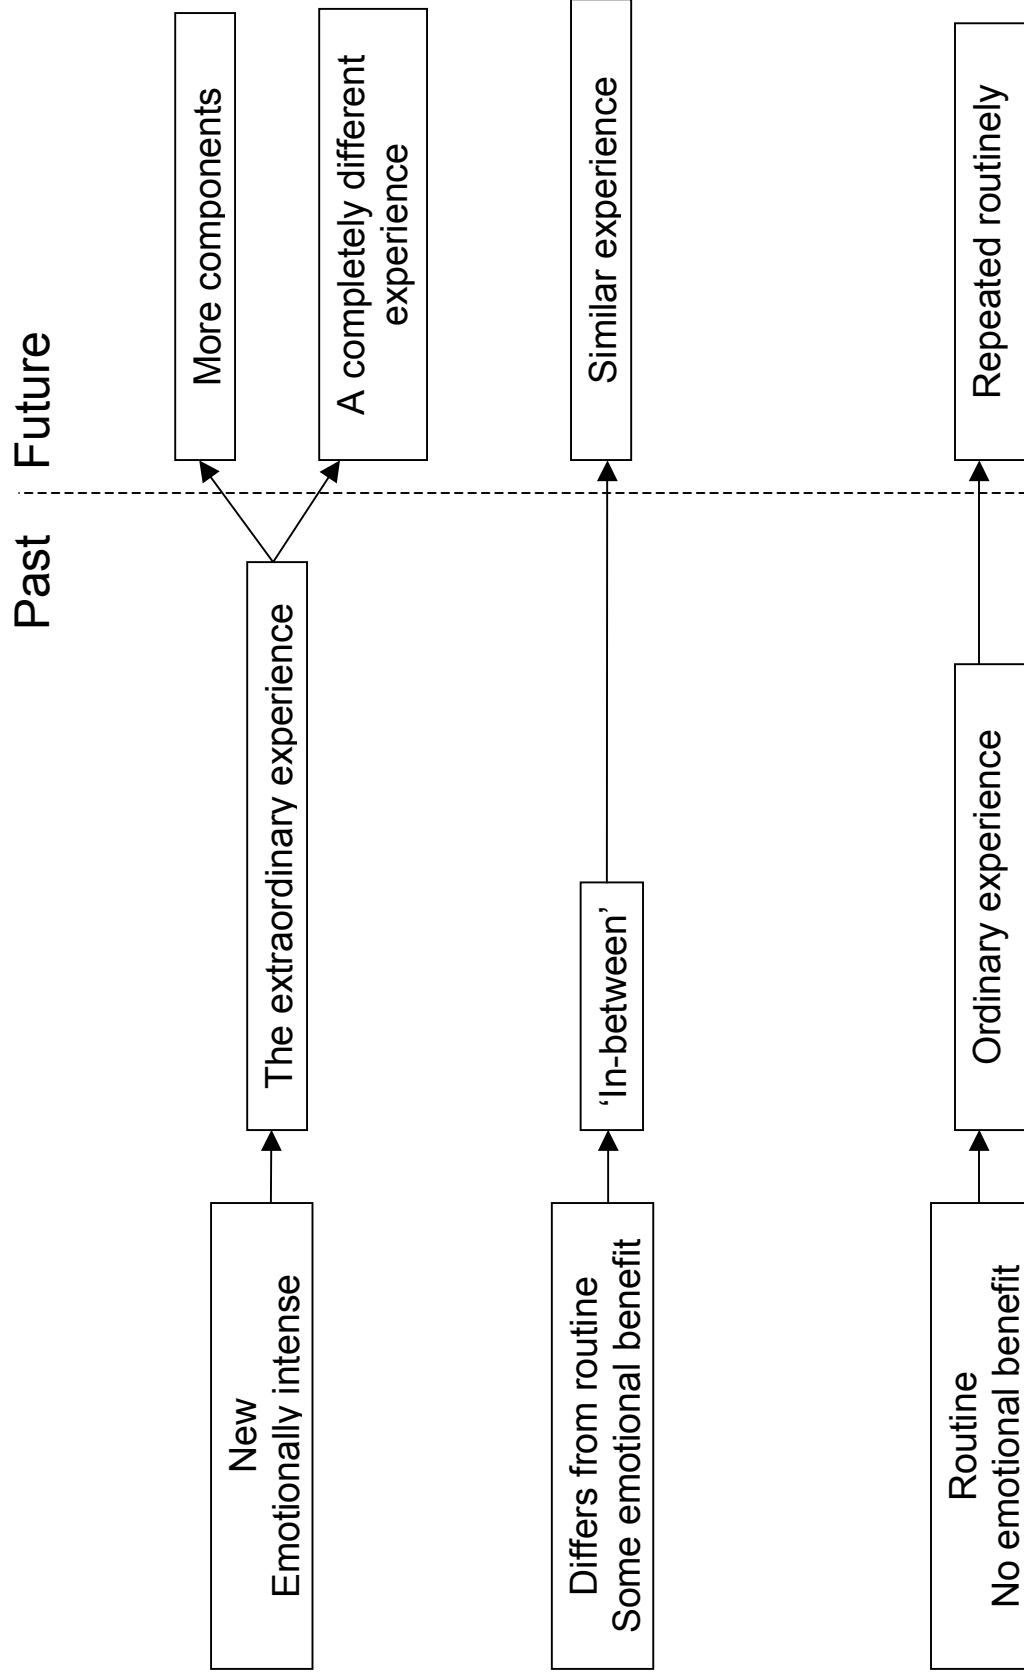 Past
Future
New
Emotionally intense
The extraordinary experience
More components
A completely different
experience
Differs from routine
Some emotional benefit
‘In-between’
Similar experience
Routine
No emotional benefit
Ordinary experience
Repeated routinely